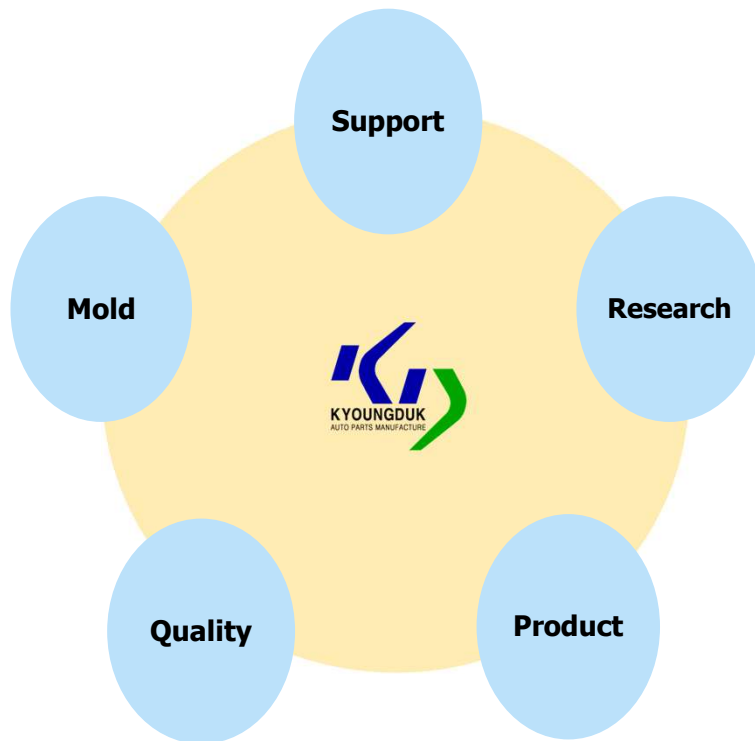 Support
Mold
Research
KYOUNGDUK
AUTO PARTS MANUFACTURE
Quality
Product